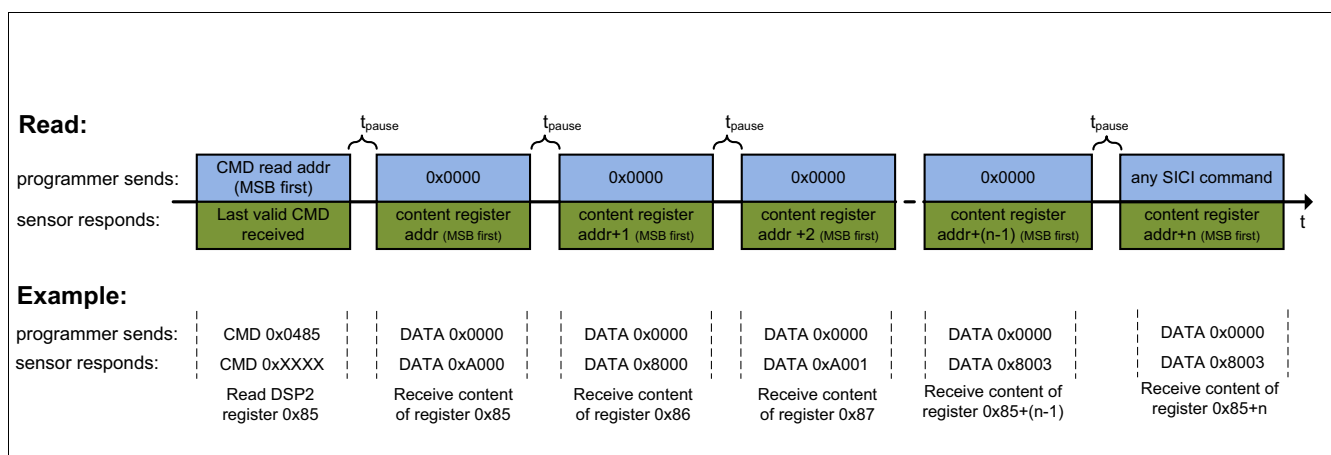 Read:
t_pause t_pause t_pause t_pause
programmer sends:
CMD read addr
(MSB first)
0x0000
0x0000
0x0000
0x0000
any SICI command
sensor responds:
Last valid CMD
received
content register
addr (MSB first)
content register
addr+1 (MSB first)
content register
addr +2 (MSB first)
content register
addr+(n-1) (MSB first)
content register
addr+n (MSB first)
t
Example:
programmer sends: CMD 0x0485 DATA 0x0000 DATA 0x0000 DATA 0x0000 DATA 0x0000 DATA 0x0000
sensor responds: CMD 0xXXXX DATA 0xA000 DATA 0x8000 DATA 0xA001 DATA 0x8003 DATA 0x8003
Read DSP2
register 0x85
Receive content
of register 0x85
Receive content
of register 0x86
Receive content
of register 0x87
Receive content of
register 0x85+(n-1)
Receive content of
register 0x85+n